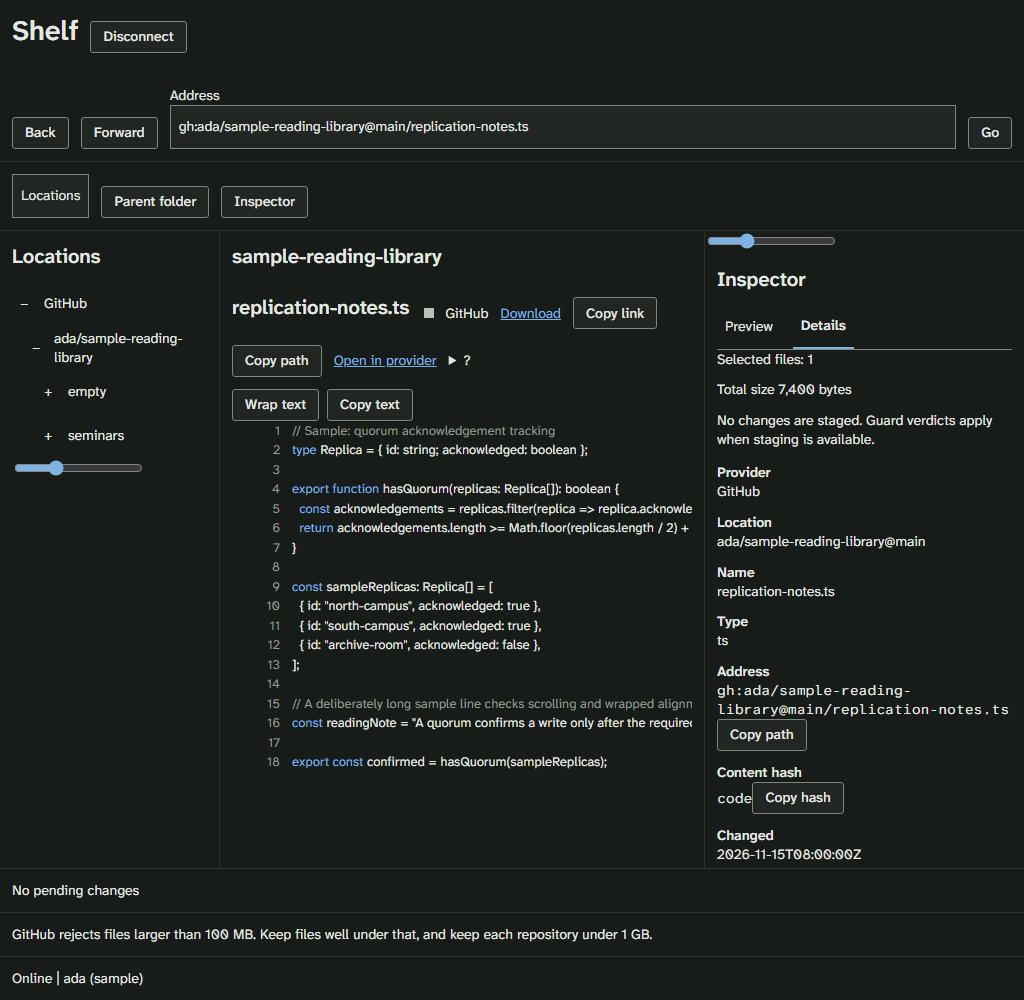 Shelf
Disconnect
Address
Back
Forward
gh:ada/sample-reading-library@main/replication-notes.ts
Go
Locations
Parent folder
Inspector
Locations
– GitHub
– ada/sample-reading-
library
+ empty
+ seminars
sample-reading-library
replication-notes.ts
GitHub
Download
Copy link
Copy path
Open in provider
?
Wrap text
Copy text
1 // Sample: quorum acknowledgement tracking
2 type Replica = { id: string; acknowledged: boolean };
3
4 export function hasQuorum(replicas: Replica[]): boolean {
5 const acknowledgements = replicas.filter(replica => replica.acknowle
6 return acknowledgements.length >= Math.floor(replicas.length / 2) +
7 }
8
9 const sampleReplicas: Replica[] = [
10 { id: "north-campus", acknowledged: true },
11 { id: "south-campus", acknowledged: true },
12 { id: "archive-room", acknowledged: false },
13 ];
14
15 // A deliberately long sample line checks scrolling and wrapped alignm
16 const readingNote = "A quorum confirms a write only after the required
17
18 export const confirmed = hasQuorum(sampleReplicas);
Inspector
Preview
Details
Selected files: 1
Total size 7,400 bytes
No changes are staged. Guard verdicts apply
when staging is available.
Provider
GitHub
Location
ada/sample-reading-library@main
Name
replication-notes.ts
Type
ts
Address
gh:ada/sample-reading-
library@main/replication-notes.ts
Copy path
Content hash
code
Copy hash
Changed
2026-11-15T08:00:00Z
No pending changes
GitHub rejects files larger than 100 MB. Keep files well under that, and keep each repository under 1 GB.
Online | ada (sample)